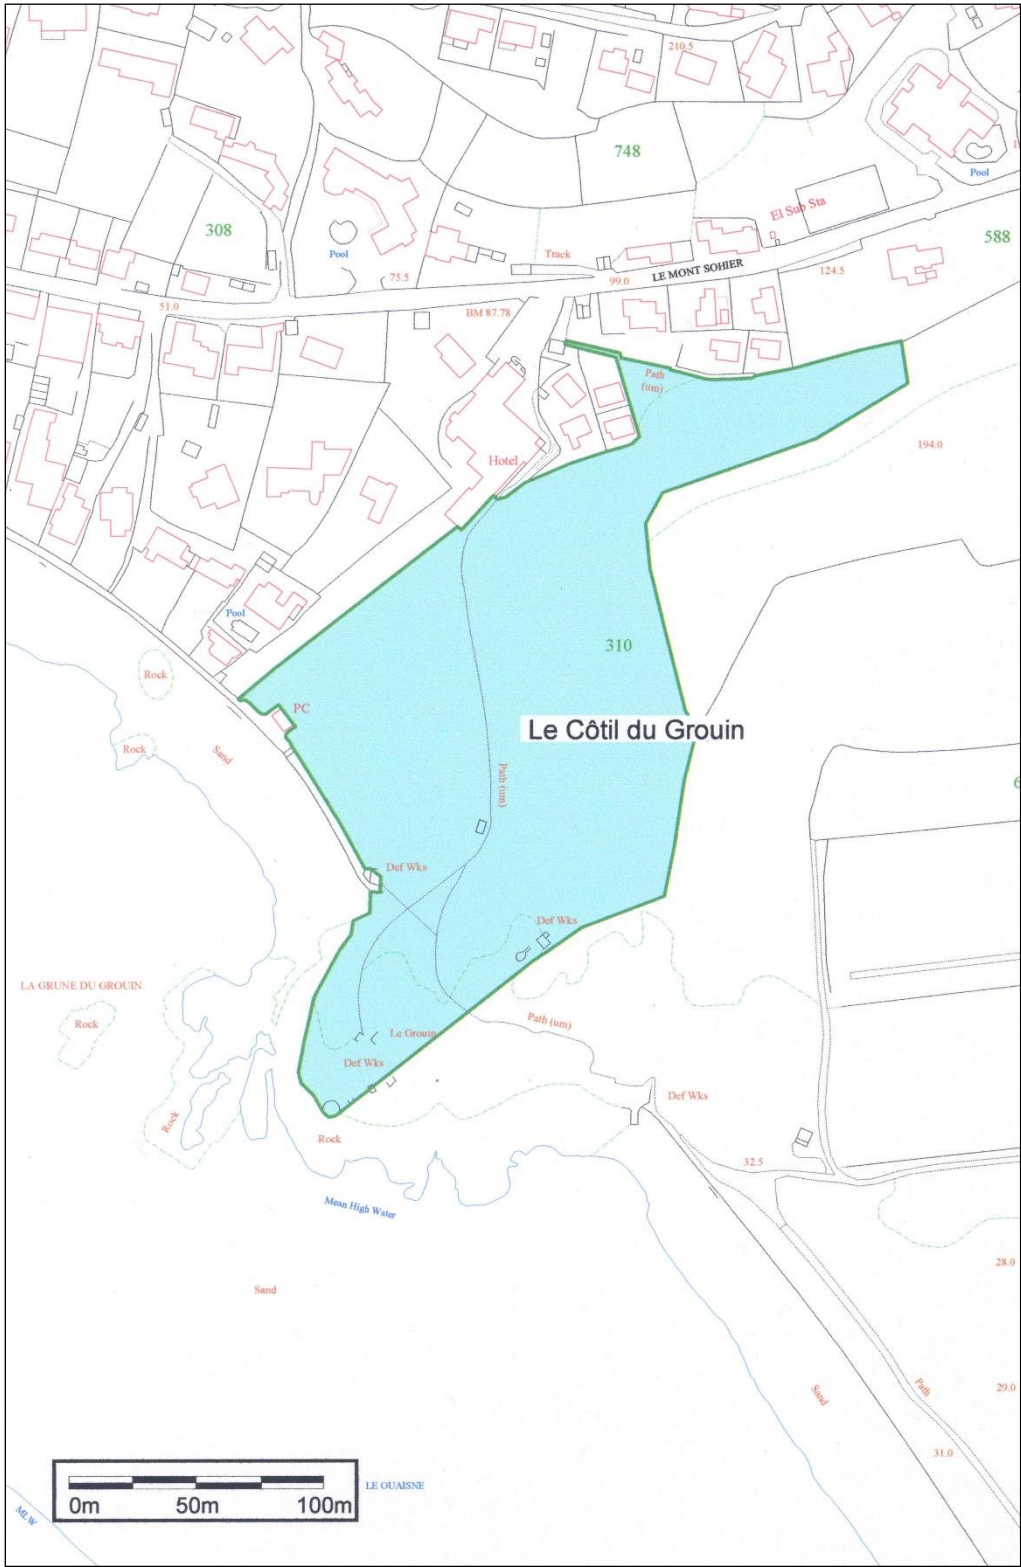 210.5
748
Pool
El Sub Sta
308
588
Pool
Track
LE MONT SOHIER
124.5
75.5
99.0
51.0
BM 87.78
Path
(um)
194.0
Hotel
Pool
310
Rock
PC
Le Côtil du Grouin
Rock
Sand
Path (um)
Def Wks
Def Wks
LA GRUNE DU GROUIN
Rock
Path (um)
Le Grouin
Def Wks
Def Wks
Rock
Rock
32.5
Mean High Water
28.0
Sand
Path
29.0
Sand
31.0
LE OUAISNE
0m 50m 100m
MLW